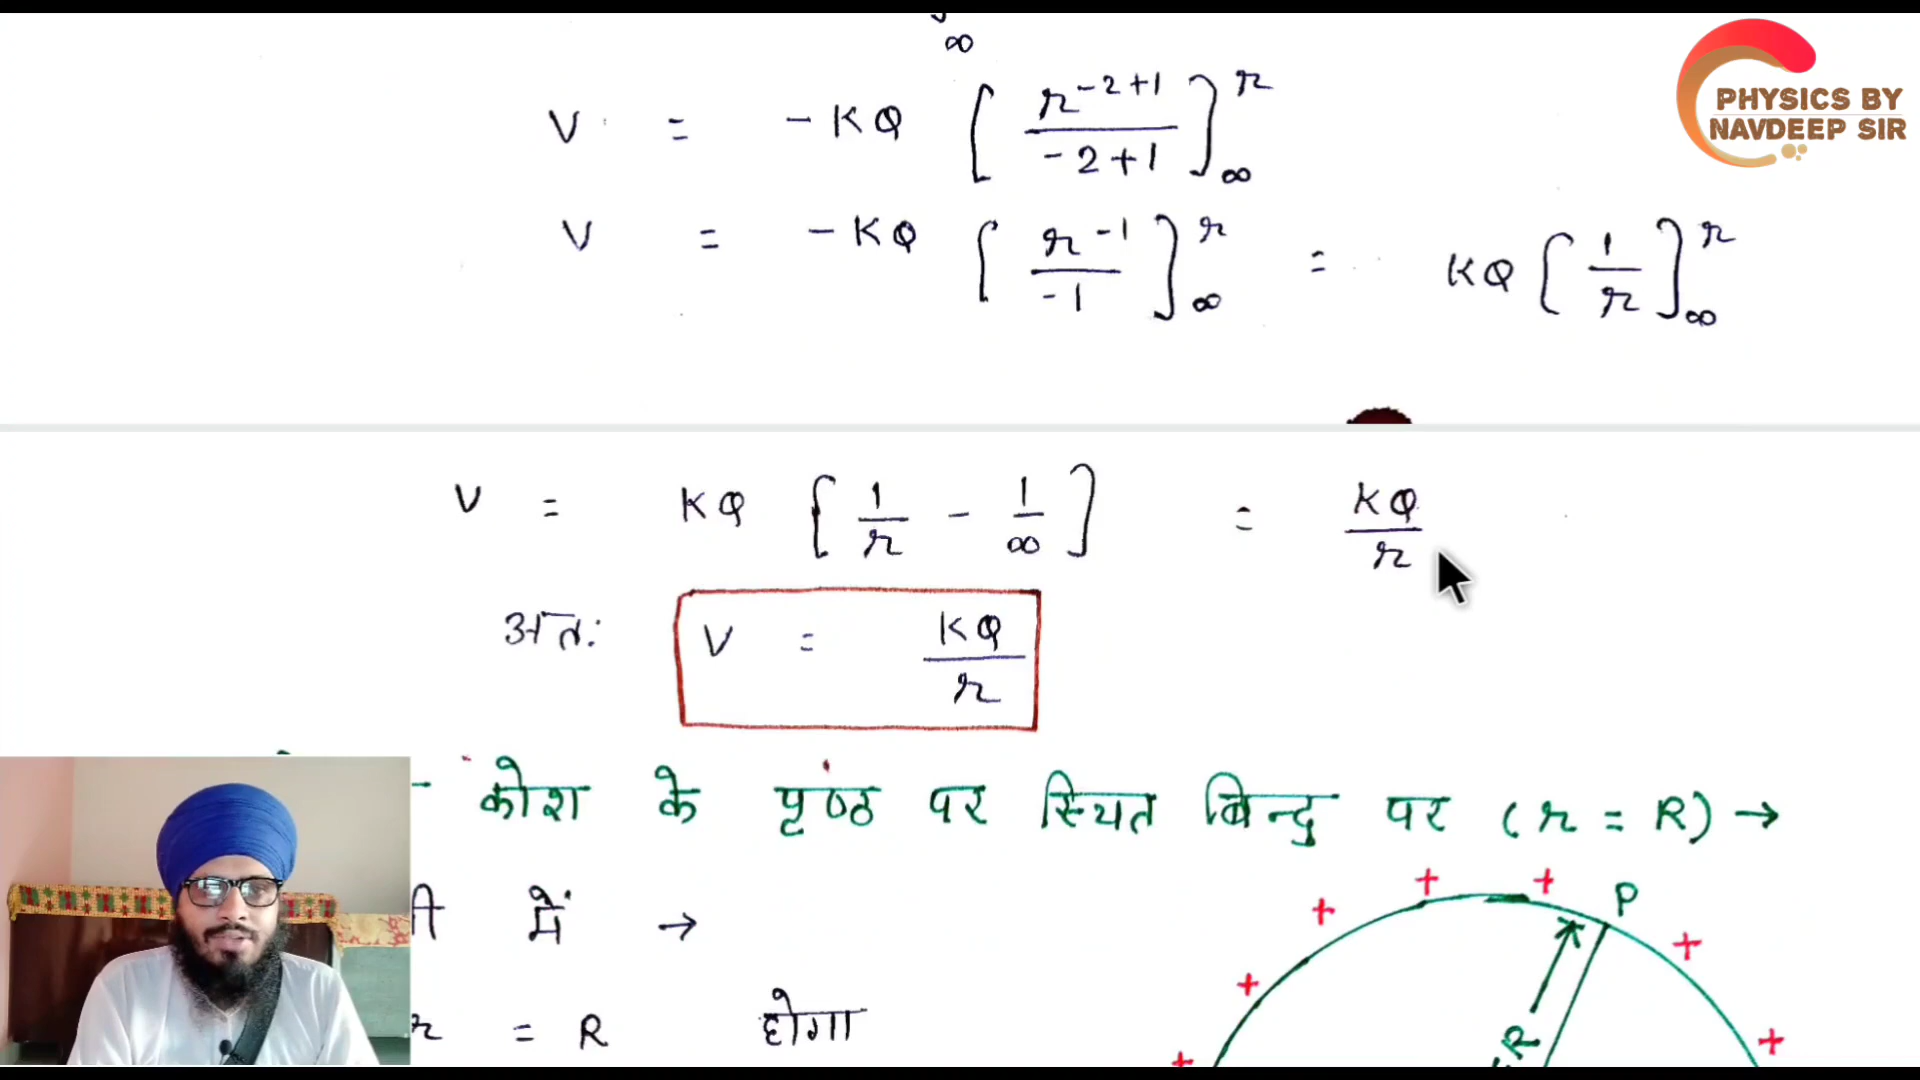 ∞
PHYSICS BY
NAVDEEP SIR
V = - KQ [ r^{-2+1} / -2+1 ]^r_∞
V = - KQ [ r^{-1} / -1 ]^r_∞ = KQ [ 1/r ]^r_∞
V = KQ [ 1/r - 1/∞ ] = KQ/r
अतः V = KQ/r
- कोश के पृष्ठ पर स्थित बिन्दु पर (r = R) →
+ + P
+ +
में →
+
r = R होगा
R
+ +